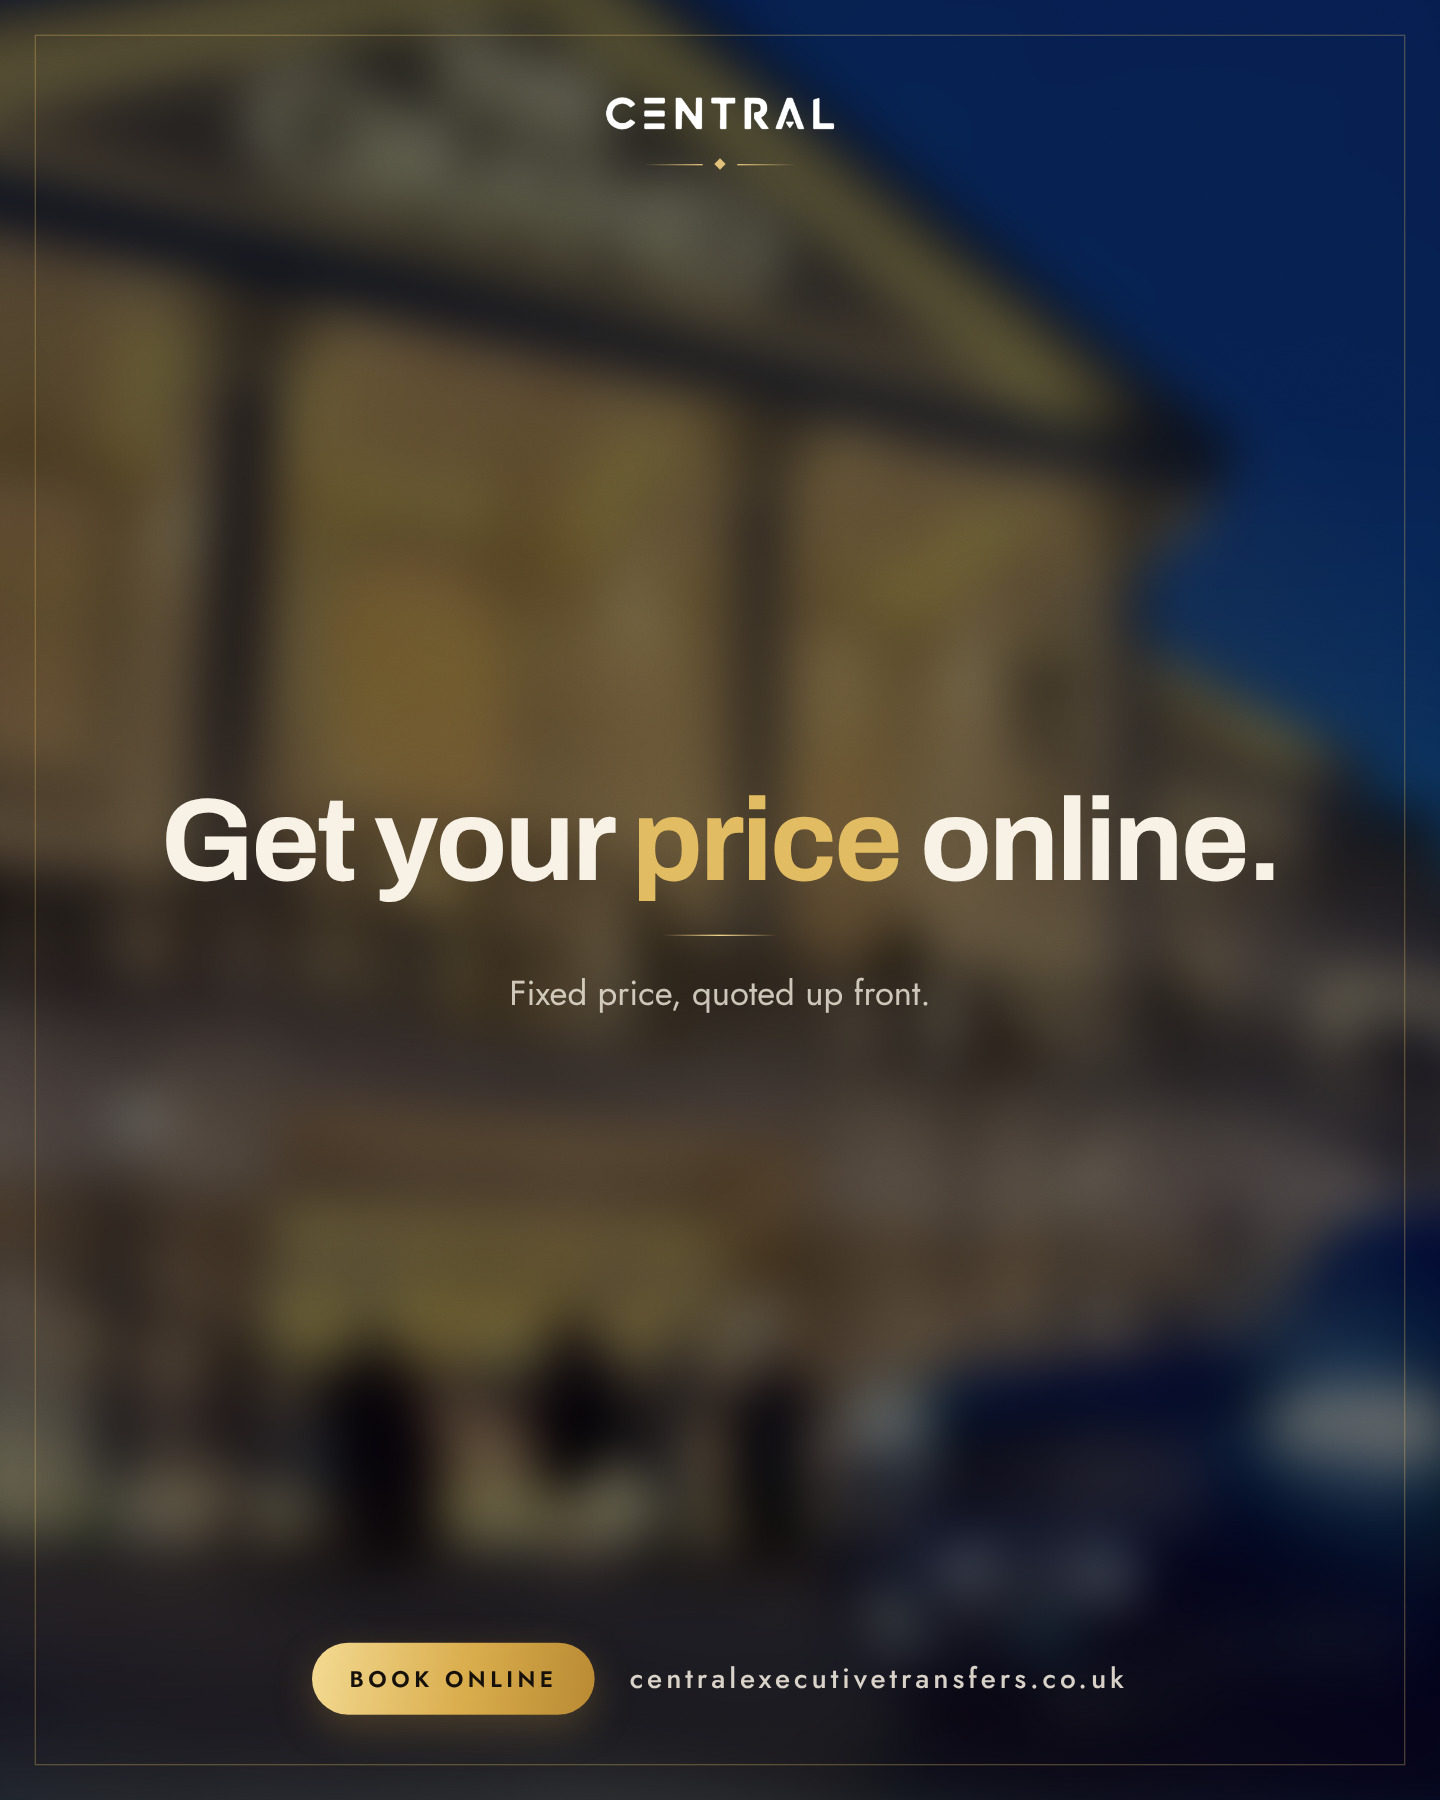 CENTRAL
Get your price online.
Fixed price, quoted up front.
BOOK ONLINE
centralexecutivetransfers.co.uk